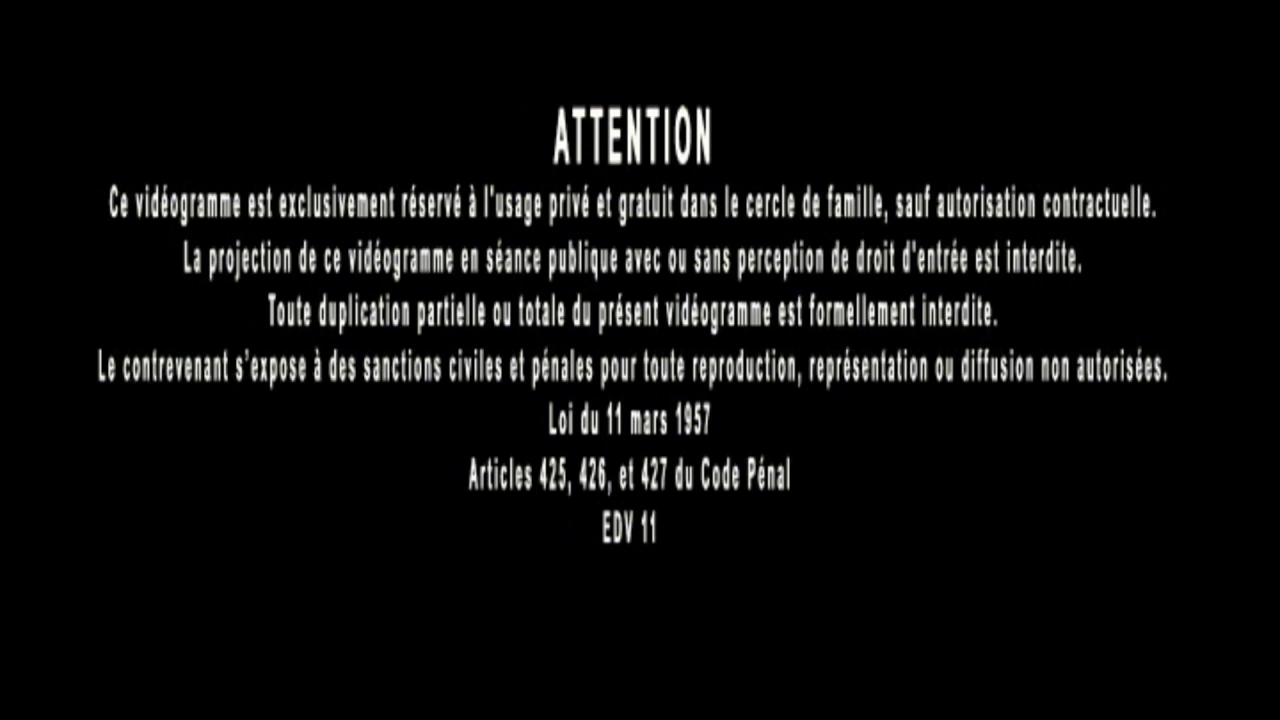 ATTENTION
Ce vidéogramme est exclusivement réservé à l'usage privé et gratuit dans le cercle de famille, sauf autorisation contractuelle.
La projection de ce vidéogramme en séance publique avec ou sans perception de droit d'entrée est interdite.
Toute duplication partielle ou totale du présent vidéogramme est formellement interdite.
Le contrevenant s’expose à des sanctions civiles et pénales pour toute reproduction, représentation ou diffusion non autorisées.
Loi du 11 mars 1957
Articles 425, 426, et 427 du Code Pénal
EDV 11